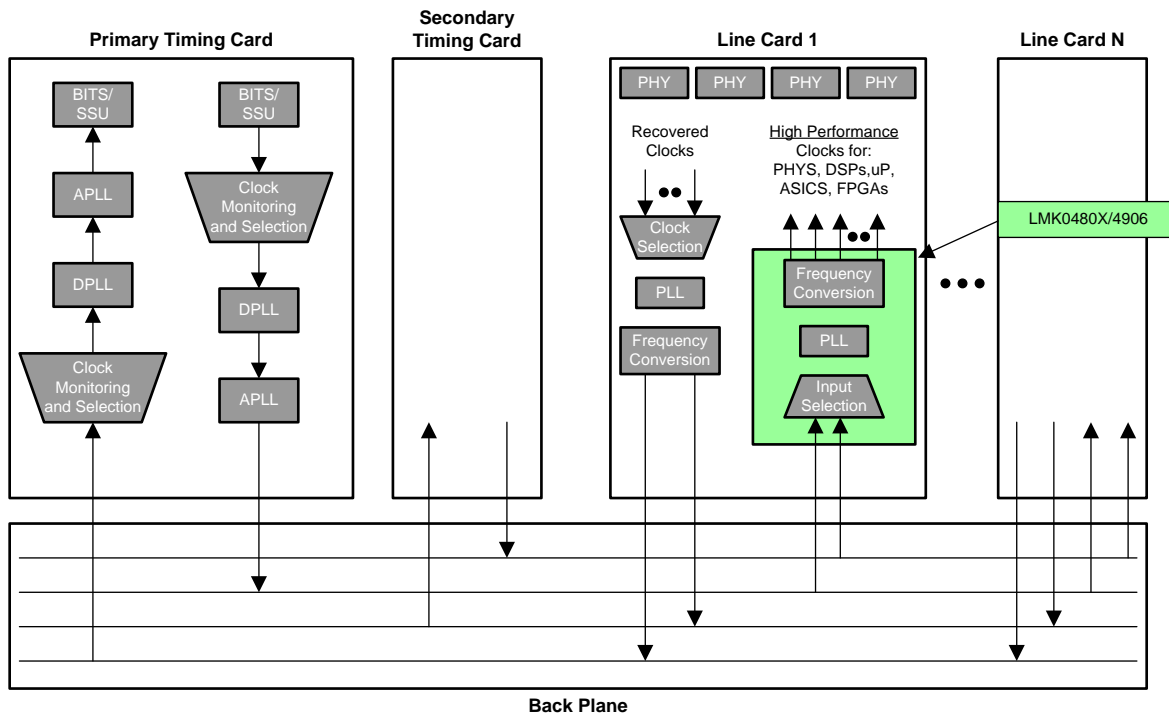 Primary Timing Card
Secondary
Timing Card
Line Card 1
Line Card N
BITS/
SSU
APLL
DPLL
Clock
Monitoring
and Selection
BITS/
SSU
Clock
Monitoring
and Selection
DPLL
APLL
PHY
PHY
PHY
PHY
Recovered
Clocks
Clock
Selection
PLL
Frequency
Conversion
High Performance
Clocks for:
PHYS, DSPs,uP,
ASICS, FPGAs
Frequency
Conversion
PLL
Input
Selection
LMK0480X/4906
Back Plane